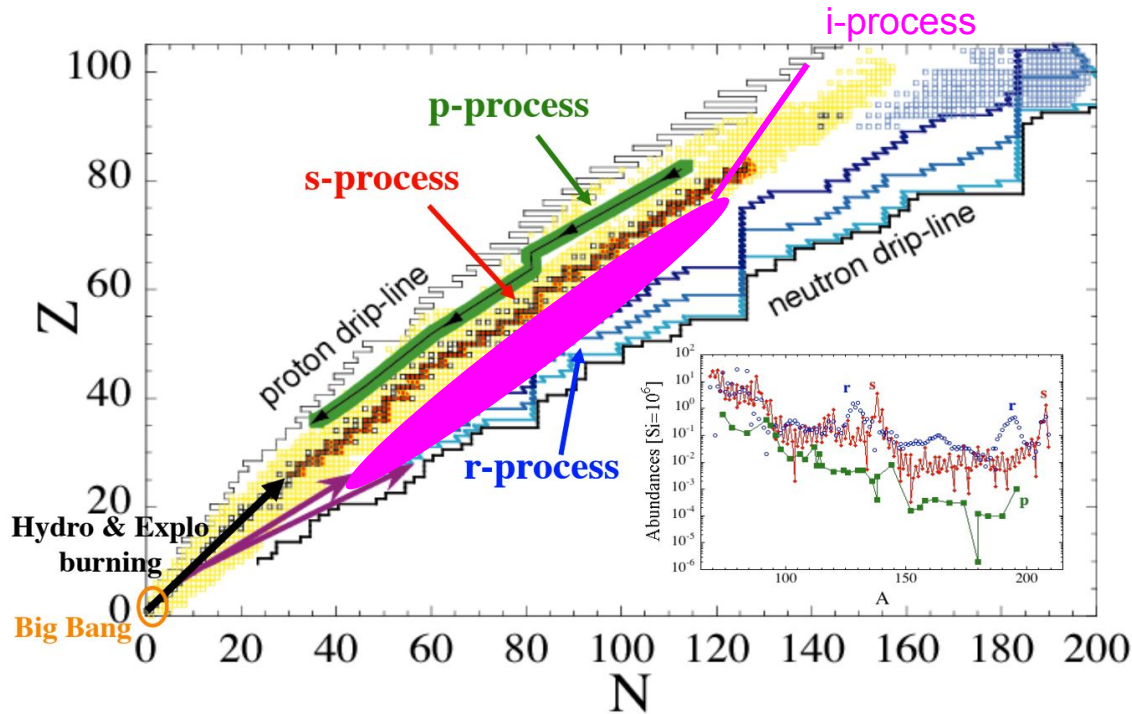 i-process
p-process
s-process
proton drip-line
neutron drip-line
r-process
Hydro & Explo
burning
Big Bang
Z
100
80
60
40
20
0
0 20 40 60 80 100 120 140 160 180 200
N
Abundances [Si=10⁶]
10²
10¹
10⁰
10⁻¹
10⁻²
10⁻³
10⁻⁴
10⁻⁵
10⁻⁶
r s r s
p
100 150 200
A